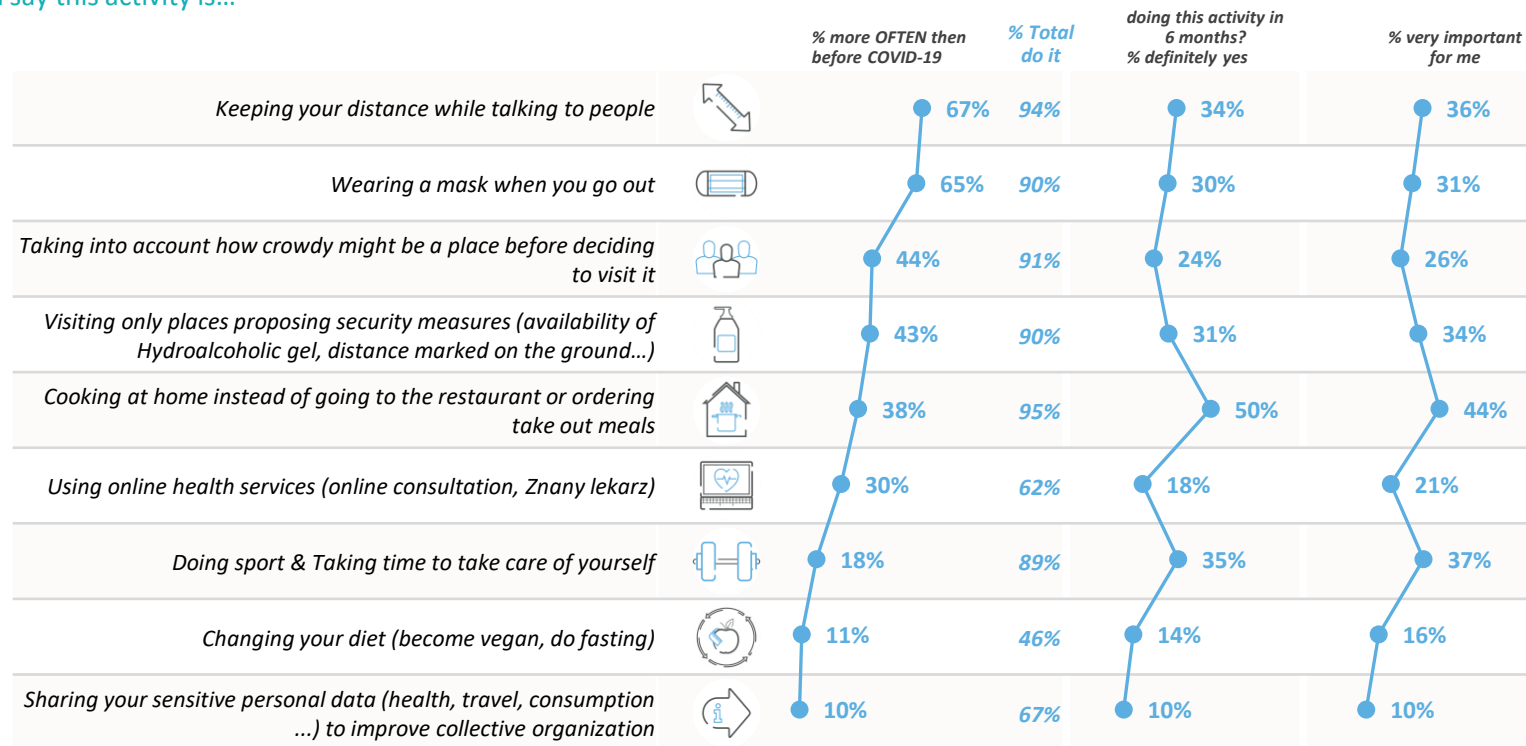 say this activity is...
% more OFTEN then
before COVID-19
% Total
do it
doing this activity in
6 months?
% definitely yes
% very important
for me
Keeping your distance while talking to people
67% 94% 34% 36%
Wearing a mask when you go out
65% 90% 30% 31%
Taking into account how crowdy might be a place before deciding
to visit it
44% 91% 24% 26%
Visiting only places proposing security measures (availability of
Hydroalcoholic gel, distance marked on the ground...)
43% 90% 31% 34%
Cooking at home instead of going to the restaurant or ordering
take out meals
38% 95% 50% 44%
Using online health services (online consultation, Znany lekarz)
30% 62% 18% 21%
Doing sport & Taking time to take care of yourself
18% 89% 35% 37%
Changing your diet (become vegan, do fasting)
11% 46% 14% 16%
Sharing your sensitive personal data (health, travel, consumption
...) to improve collective organization
10% 67% 10% 10%